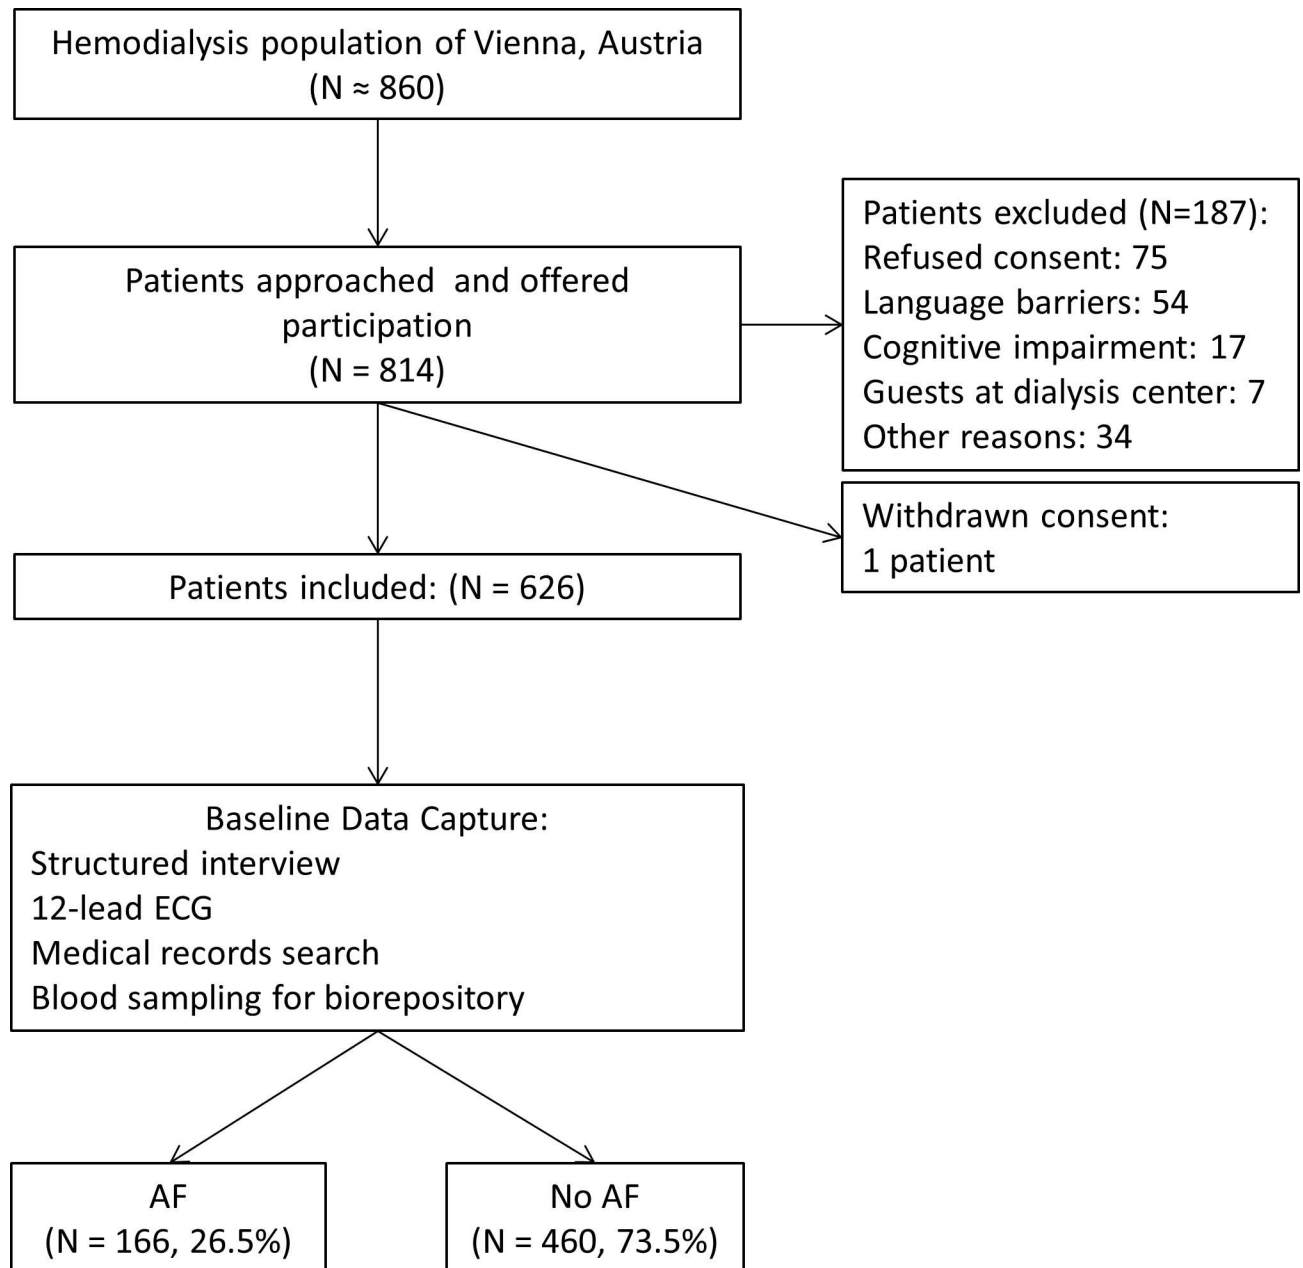 Hemodialysis population of Vienna, Austria
(N ≈ 860)
Patients approached and offered
participation
(N = 814)
Patients excluded (N=187):
Refused consent: 75
Language barriers: 54
Cognitive impairment: 17
Guests at dialysis center: 7
Other reasons: 34
Withdrawn consent:
1 patient
Patients included: (N = 626)
Baseline Data Capture:
Structured interview
12-lead ECG
Medical records search
Blood sampling for biorepository
AF
(N = 166, 26.5%)
No AF
(N = 460, 73.5%)